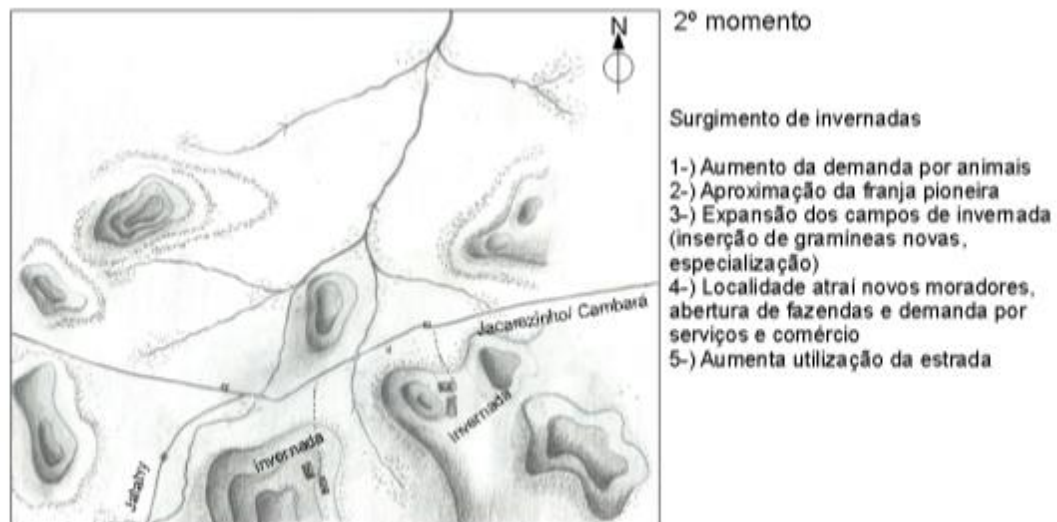 N
2º momento
Surgimento de invernadas
1-) Aumento da demanda por animais
2-) Aproximação da franja pioneira
3-) Expansão dos campos de invernada
(inserção de gramíneas novas,
especialização)
4-) Localidade atraí novos moradores,
abertura de fazendas e demanda por
serviços e comércio
5-) Aumenta utilização da estrada
Jacarezinho/ Cambará
invernada
invernada
Jatahy